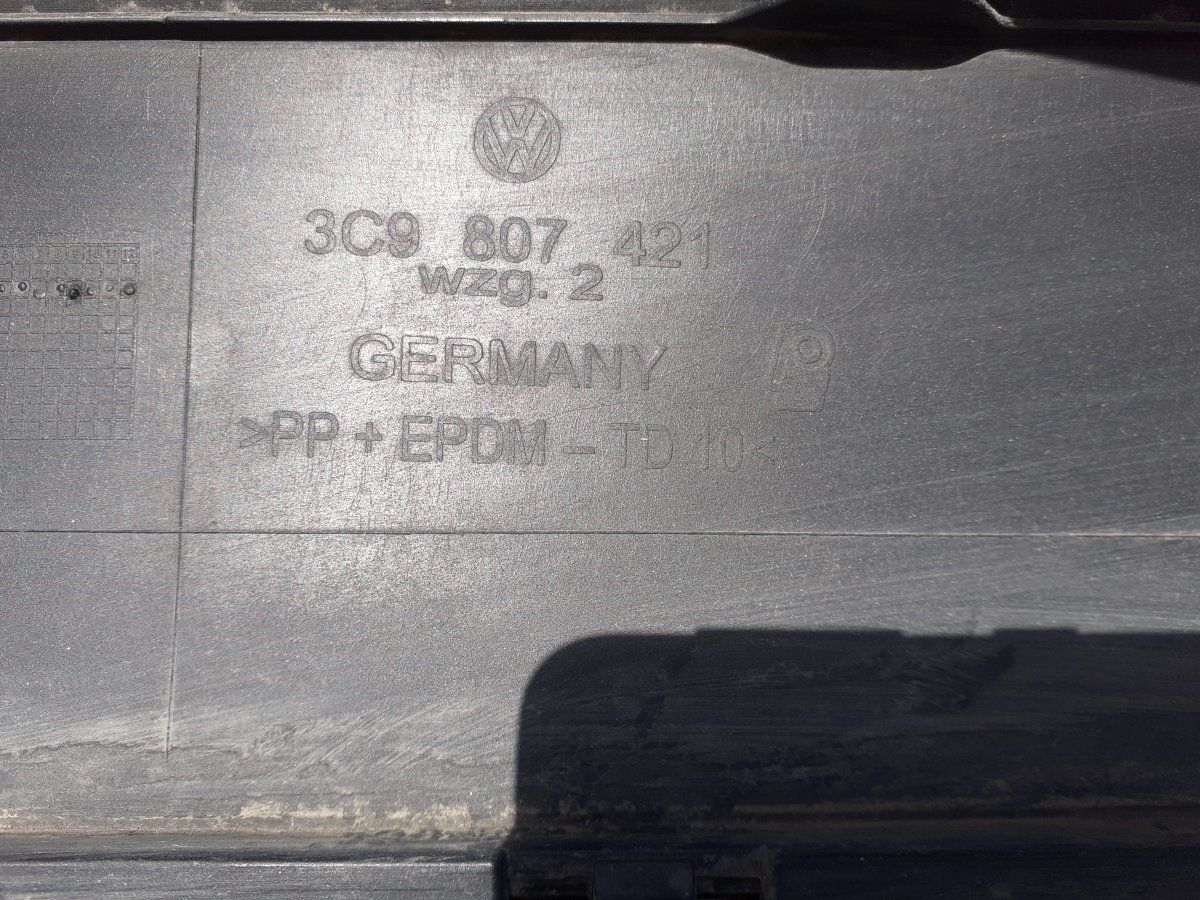 3C9 807 421
wzg. 2
GERMANY
>PP + EPDM - TD 10<